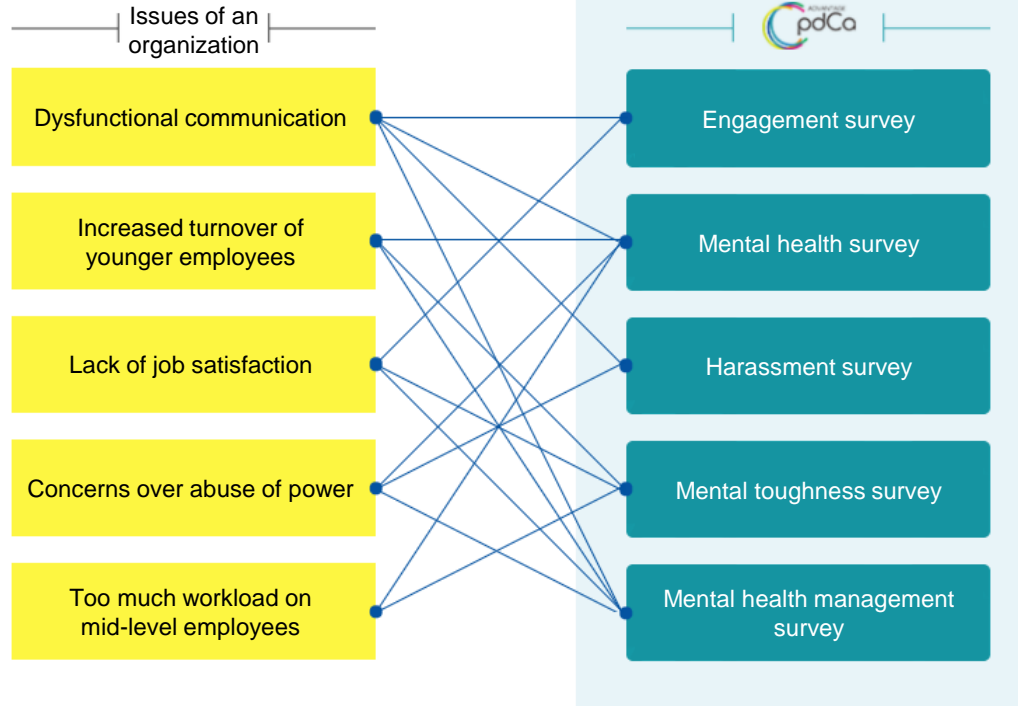 Issues of an
organization
ADVANTAGE
pdCa
Dysfunctional communication
Engagement survey
Increased turnover of
younger employees
Mental health survey
Lack of job satisfaction
Harassment survey
Concerns over abuse of power
Mental toughness survey
Too much workload on
mid-level employees
Mental health management
survey